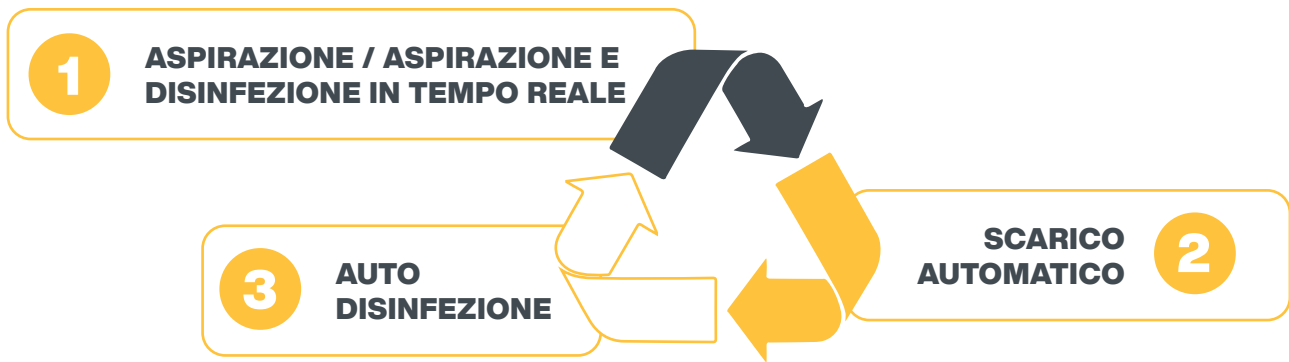 1
ASPIRAZIONE / ASPIRAZIONE E
DISINFEZIONE IN TEMPO REALE
SCARICO
AUTOMATICO
2
3
AUTO
DISINFEZIONE